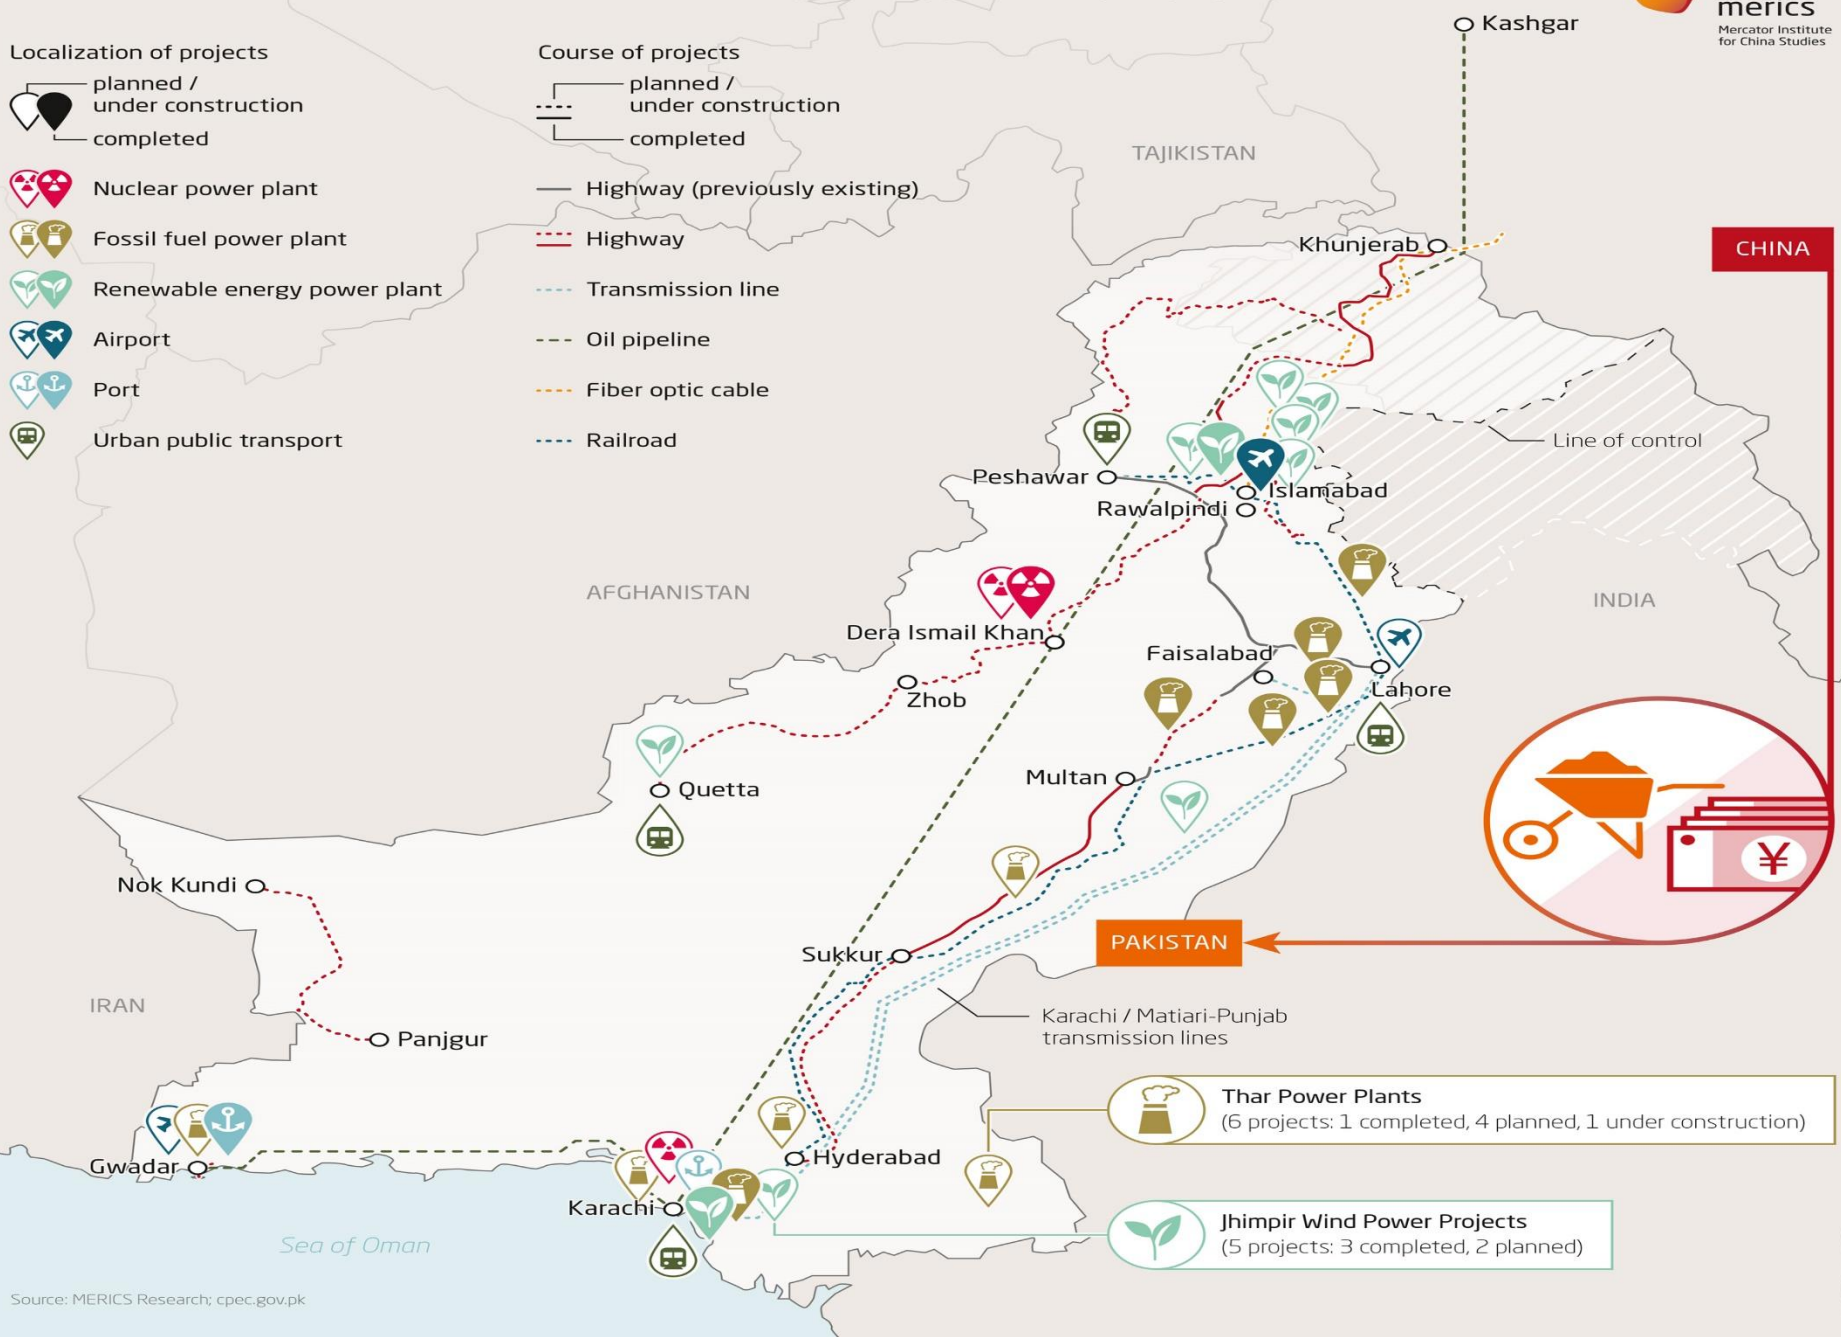 merics
Mercator Institute
for China Studies
Localization of projects
planned /
under construction
completed
Nuclear power plant
Fossil fuel power plant
Renewable energy power plant
Airport
Port
Urban public transport
Course of projects
planned /
under construction
completed
Highway (previously existing)
Highway
Transmission line
Oil pipeline
Fiber optic cable
Railroad
Kashgar
TAJIKISTAN
Khunjerab
CHINA
Line of control
Peshawar
Islamabad
Rawalpindi
AFGHANISTAN
INDIA
Dera Ismail Khan
Faisalabad
Zhob
Lahore
Multan
Quetta
Nok Kundi
¥
PAKISTAN
Sukkur
IRAN
Karachi / Matiari-Punjab
transmission lines
Panjgur
Thar Power Plants
(6 projects: 1 completed, 4 planned, 1 under construction)
Gwadar
Hyderabad
Karachi
Jhimpir Wind Power Projects
(5 projects: 3 completed, 2 planned)
Sea of Oman
Source: MERICS Research; cpec.gov.pk